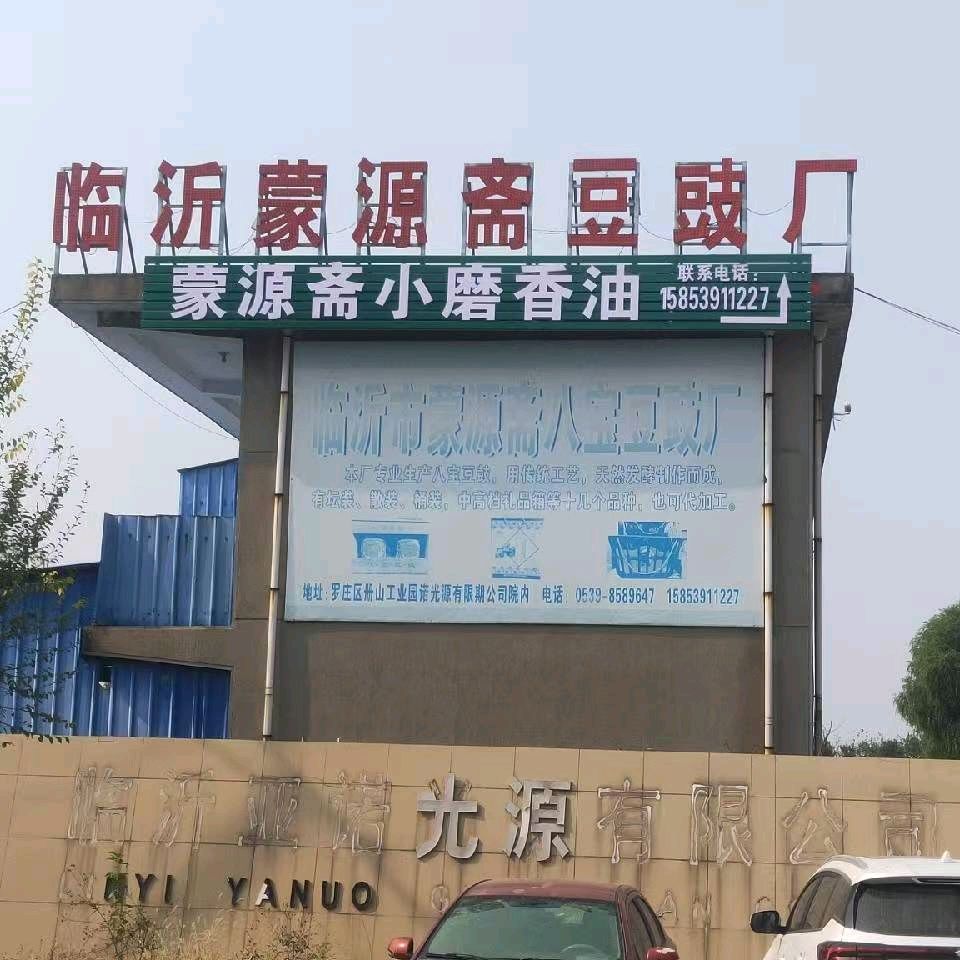 临沂蒙源斋豆豉厂
蒙源斋小磨香油
联系电话:
15853911227
临沂市蒙源斋八宝豆豉厂
本厂专业生产八宝豆豉,用传统工艺,天然发酵制作而成,
有坛装、散装、桶装,中高档礼品箱等十几个品种,也可代加工。
地址:罗庄区册山工业园诺光源有限公司院内 电话:0539-8589647 15853911227
临沂亚诺光源有限公司
YI YANUO